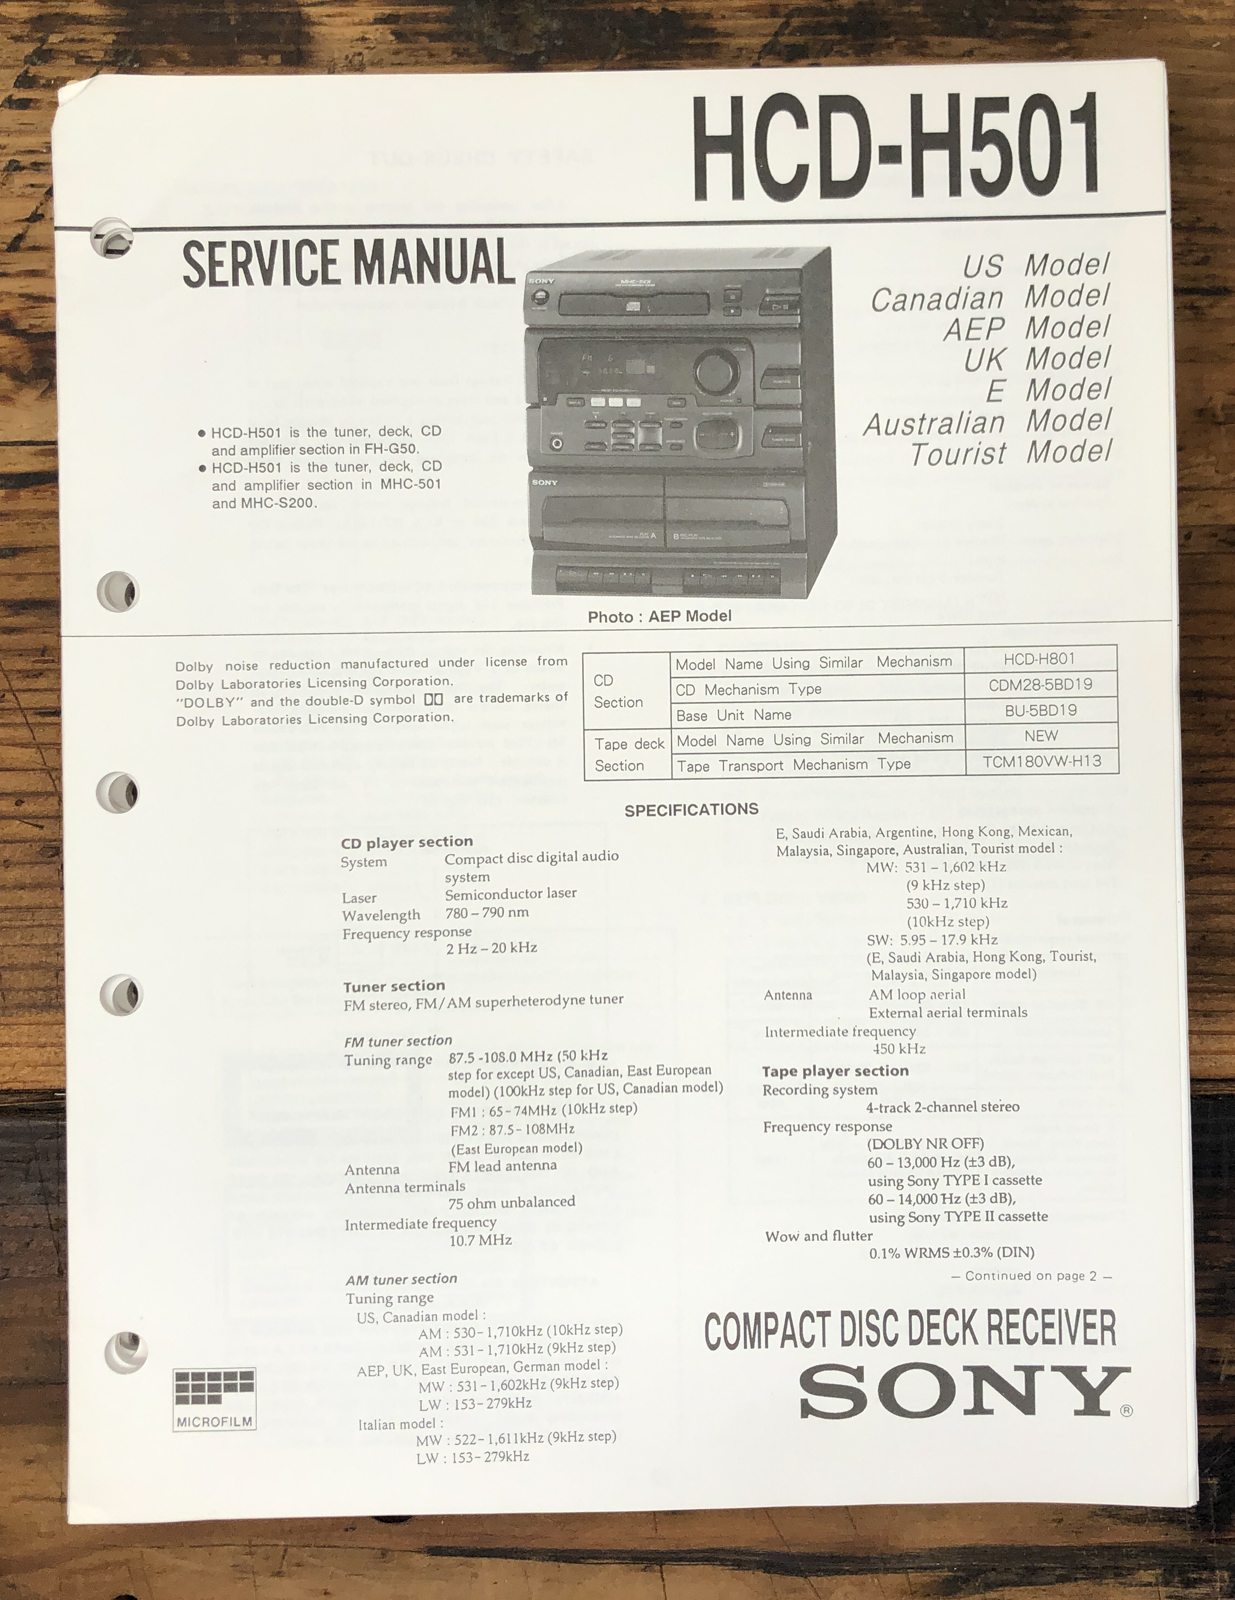 HCD-H501
SERVICE MANUAL
US Model
Canadian Model
AEP Model
UK Model
E Model
Australian Model
Tourist Model
● HCD-H501 is the tuner, deck, CD
and amplifier section in FH-G50.
● HCD-H501 is the tuner, deck, CD
and amplifier section in MHC-501
and MHC-S200.
SONY
SONY
A
B
Photo : AEP Model
Dolby noise reduction manufactured under license from
Dolby Laboratories Licensing Corporation.
"DOLBY" and the double-D symbol are trademarks of
Dolby Laboratories Licensing Corporation.
CD Section
Model Name Using Similar Mechanism HCD-H801
CD Mechanism Type CDM28-5BD19
Base Unit Name BU-5BD19
Tape deck Section
Model Name Using Similar Mechanism NEW
Tape Transport Mechanism Type TCM180VW-H13
SPECIFICATIONS
CD player section
System Compact disc digital audio
system
Laser Semiconductor laser
Wavelength 780 – 790 nm
Frequency response
2 Hz – 20 kHz
Tuner section
FM stereo, FM/AM superheterodyne tuner
FM tuner section
Tuning range 87.5 -108.0 MHz (50 kHz
step for except US, Canadian, East European
model) (100kHz step for US, Canadian model)
FM1 : 65 – 74MHz (10kHz step)
FM2 : 87.5 – 108MHz
(East European model)
Antenna FM lead antenna
Antenna terminals
75 ohm unbalanced
Intermediate frequency
10.7 MHz
AM tuner section
Tuning range
US, Canadian model :
AM : 530 – 1,710kHz (10kHz step)
AM : 531 – 1,710kHz (9kHz step)
AEP, UK, East European, German model :
MW : 531 – 1,602kHz (9kHz step)
LW : 153 – 279kHz
Italian model :
MW : 522 – 1,611kHz (9kHz step)
LW : 153 – 279kHz
E, Saudi Arabia, Argentine, Hong Kong, Mexican,
Malaysia, Singapore, Australian, Tourist model :
MW: 531 – 1,602 kHz
(9 kHz step)
530 – 1,710 kHz
(10kHz step)
SW: 5.95 – 17.9 kHz
(E, Saudi Arabia, Hong Kong, Tourist,
Malaysia, Singapore model)
Antenna AM loop aerial
External aerial terminals
Intermediate frequency
450 kHz
Tape player section
Recording system
4-track 2-channel stereo
Frequency response
(DOLBY NR OFF)
60 – 13,000 Hz (±3 dB),
using Sony TYPE I cassette
60 – 14,000 Hz (±3 dB),
using Sony TYPE II cassette
Wow and flutter
0.1% WRMS ±0.3% (DIN)
— Continued on page 2 —
COMPACT DISC DECK RECEIVER
SONY®
MICROFILM